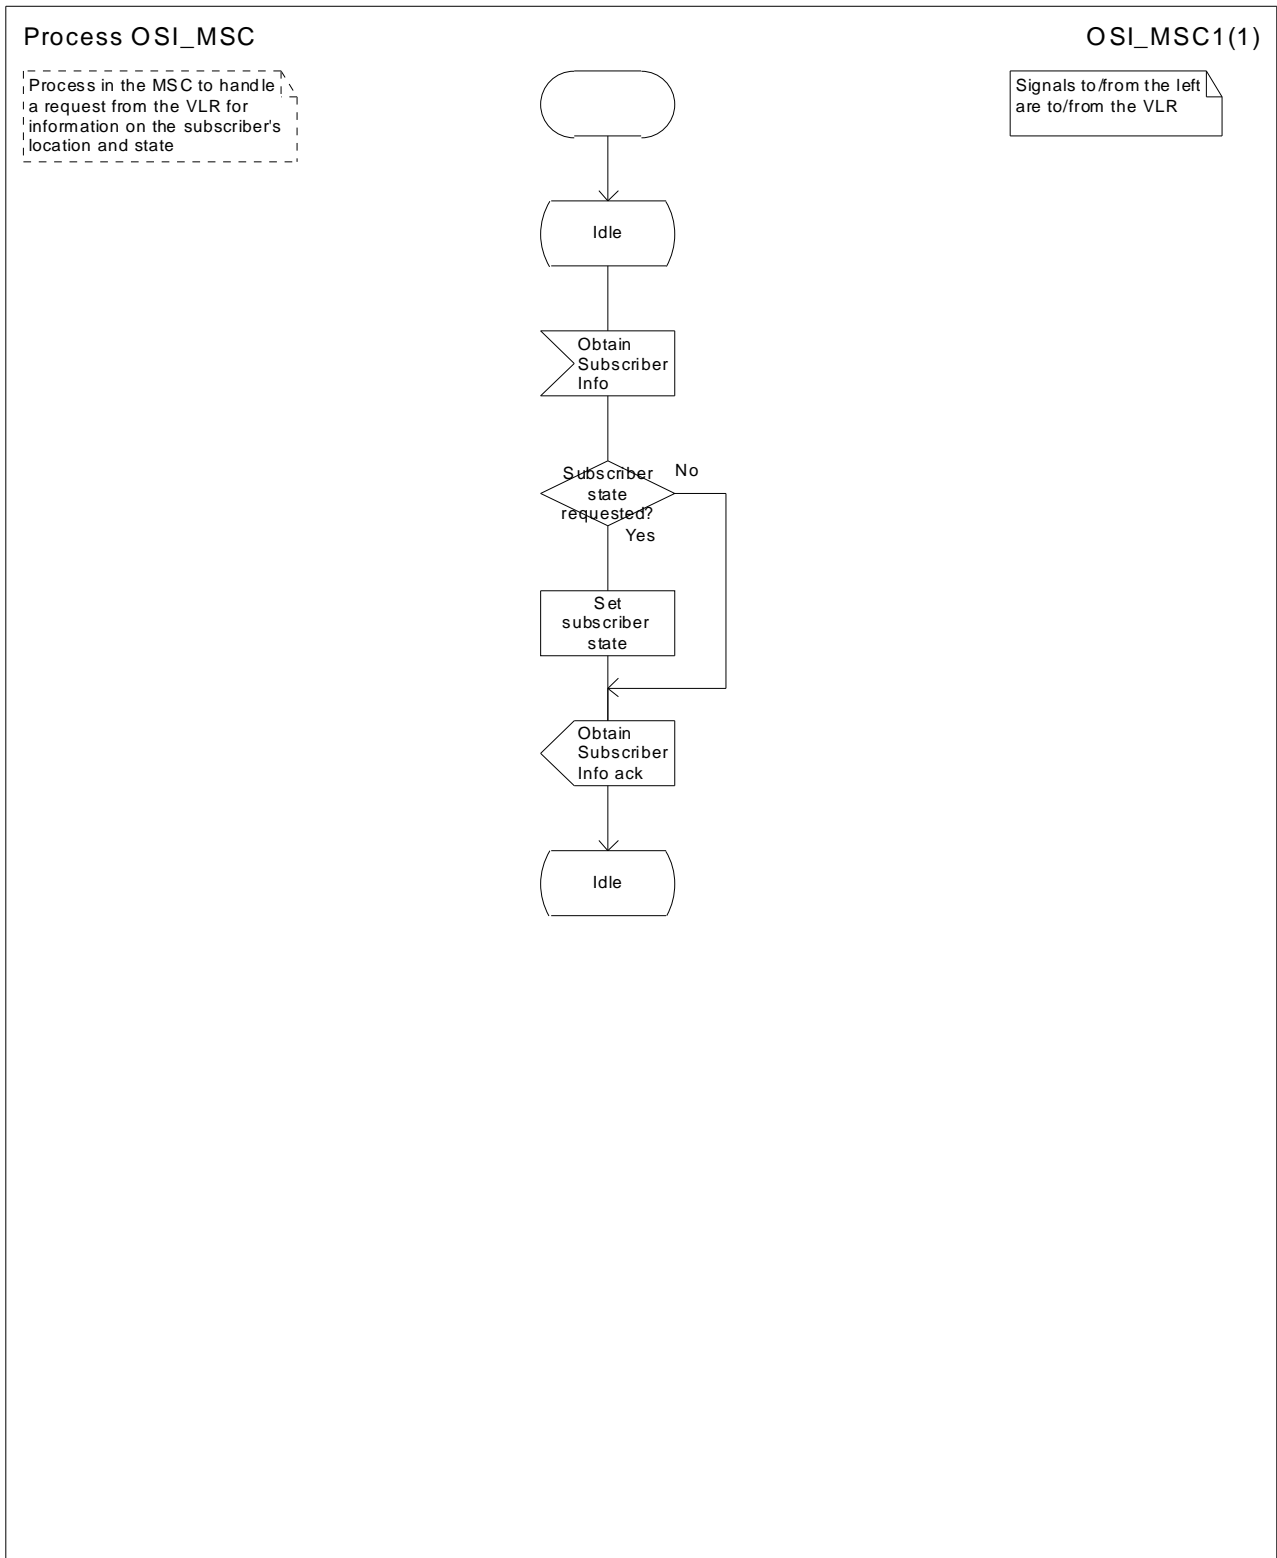 Process OSI_MSC
OSI_MSC1(1)
Process in the MSC to handle
a request from the VLR for
information on the subscriber's
location and state
Signals to/from the left
are to/from the VLR
Idle
Obtain
Subscriber
Info
Subscriber
state
requested?
No
Yes
Set
subscriber
state
Obtain
Subscriber
Info ack
Idle